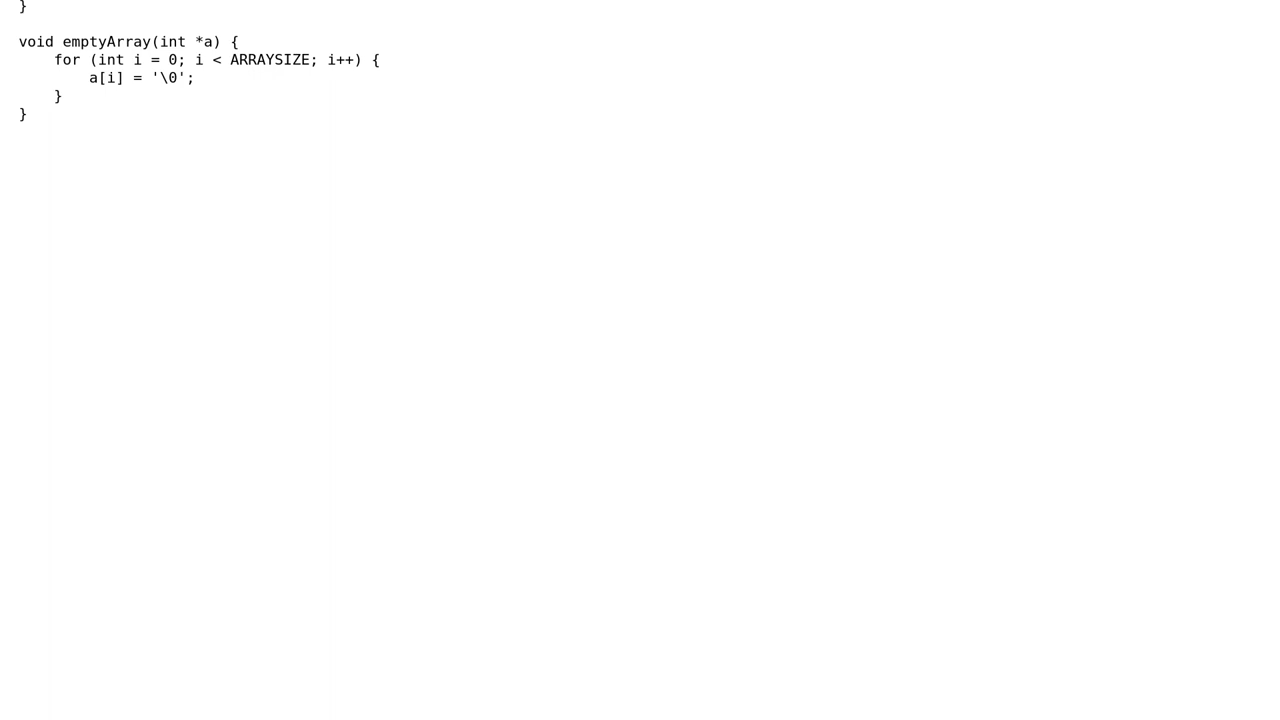 }

void emptyArray(int *a) {
    for (int i = 0; i < ARRAYSIZE; i++) {
        a[i] = '\0';
    }
}